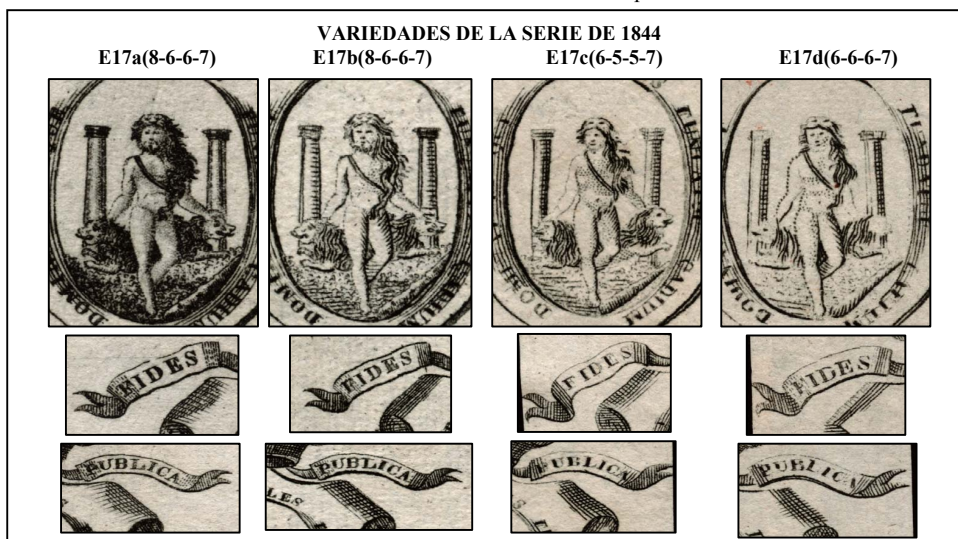 VARIEDADES DE LA SERIE DE 1844
E17a(8-6-6-7) E17b(8-6-6-7) E17c(6-5-5-7) E17d(6-6-6-7)
FIDES FIDES FIDES FIDES
PUBLICA PUBLICA PUBLICA PUBLICA